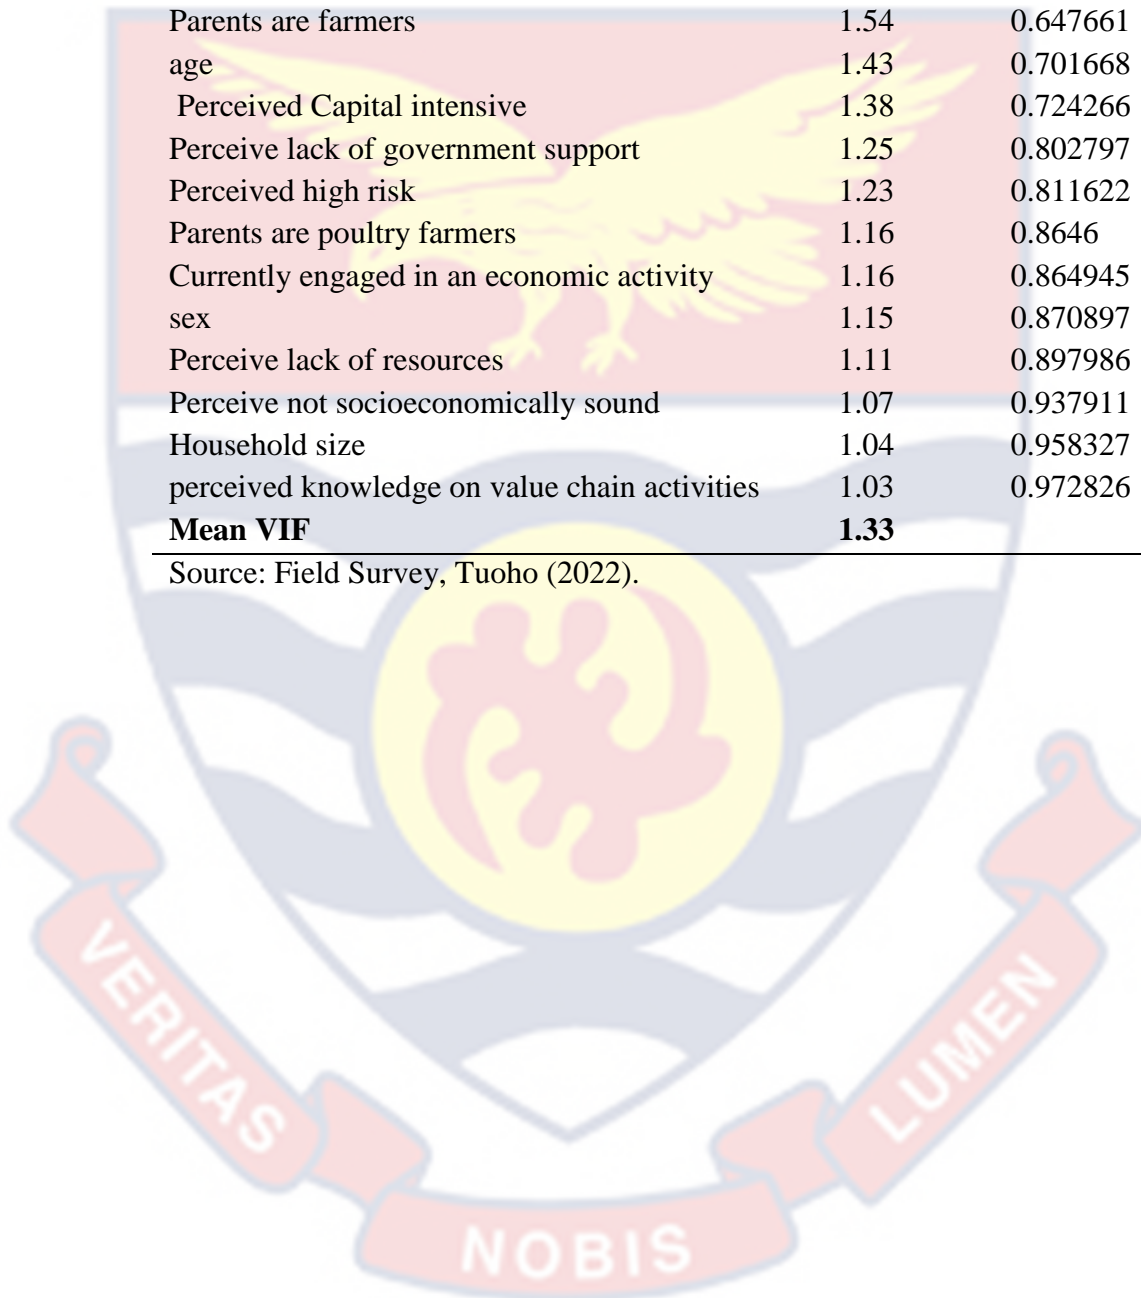 Parents are farmers 1.54 0.647661
age 1.43 0.701668
Perceived Capital intensive 1.38 0.724266
Perceive lack of government support 1.25 0.802797
Perceived high risk 1.23 0.811622
Parents are poultry farmers 1.16 0.8646
Currently engaged in an economic activity 1.16 0.864945
sex 1.15 0.870897
Perceive lack of resources 1.11 0.897986
Perceive not socioeconomically sound 1.07 0.937911
Household size 1.04 0.958327
perceived knowledge on value chain activities 1.03 0.972826
Mean VIF 1.33
Source: Field Survey, Tuoho (2022).
VERITAS
NOBIS
LUMEN